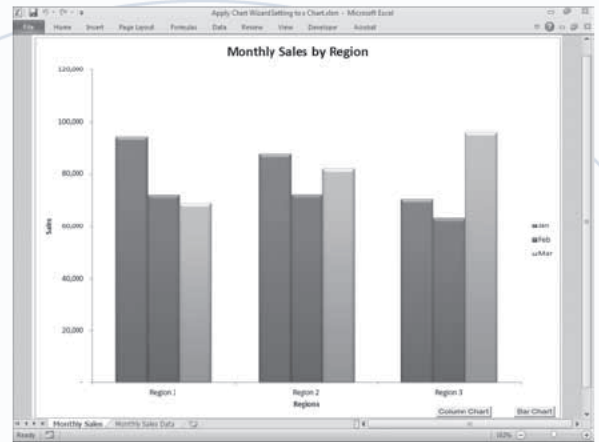 Apply Chart WizardSetting to a Chart.xlsm - Microsoft Excel
File Home Insert Page Layout Formulas Data Review View Developer Acrobat
Monthly Sales by Region
120,000
100,000
80,000
60,000
40,000
20,000
-
Sales
Jan
Feb
Mar
Region 1 Region 2 Region 3
Regions
Column Chart Bar Chart
Monthly Sales Monthly Sales Data
Ready 102%